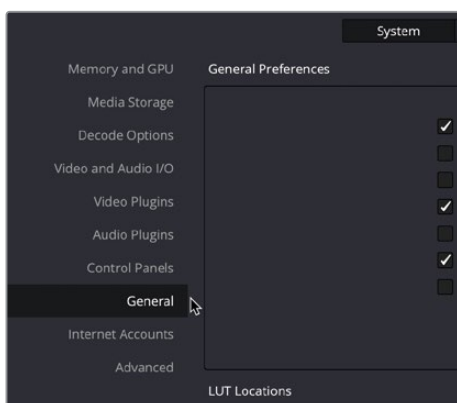 System
Memory and GPU
General Preferences
Media Storage
Decode Options
Video and Audio I/O
Video Plugins
Audio Plugins
Control Panels
General
Internet Accounts
Advanced
LUT Locations